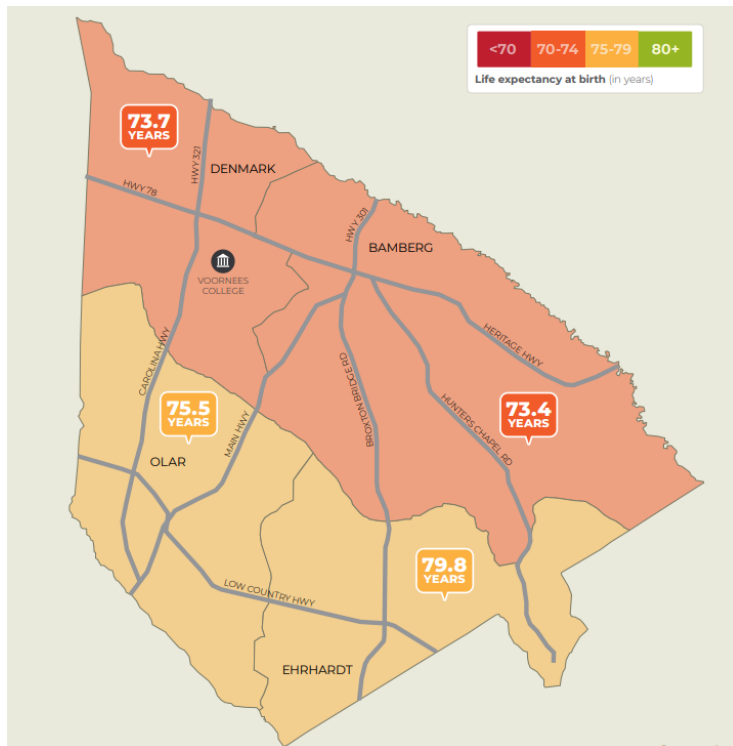 <70 70-74 75-79 80+
Life expectancy at birth (in years)
73.7
YEARS
HWY 321
DENMARK
HWY 78
HWY 301
BAMBERG
VOORNEES
COLLEGE
HERITAGE HWY
CAROLINA HWY
BROXTON BRIDGE RD
75.5
YEARS
73.4
YEARS
HUNTERS CHAPEL RD
MAIN HWY
OLAR
79.8
YEARS
LOW COUNTRY HWY
EHRHARDT